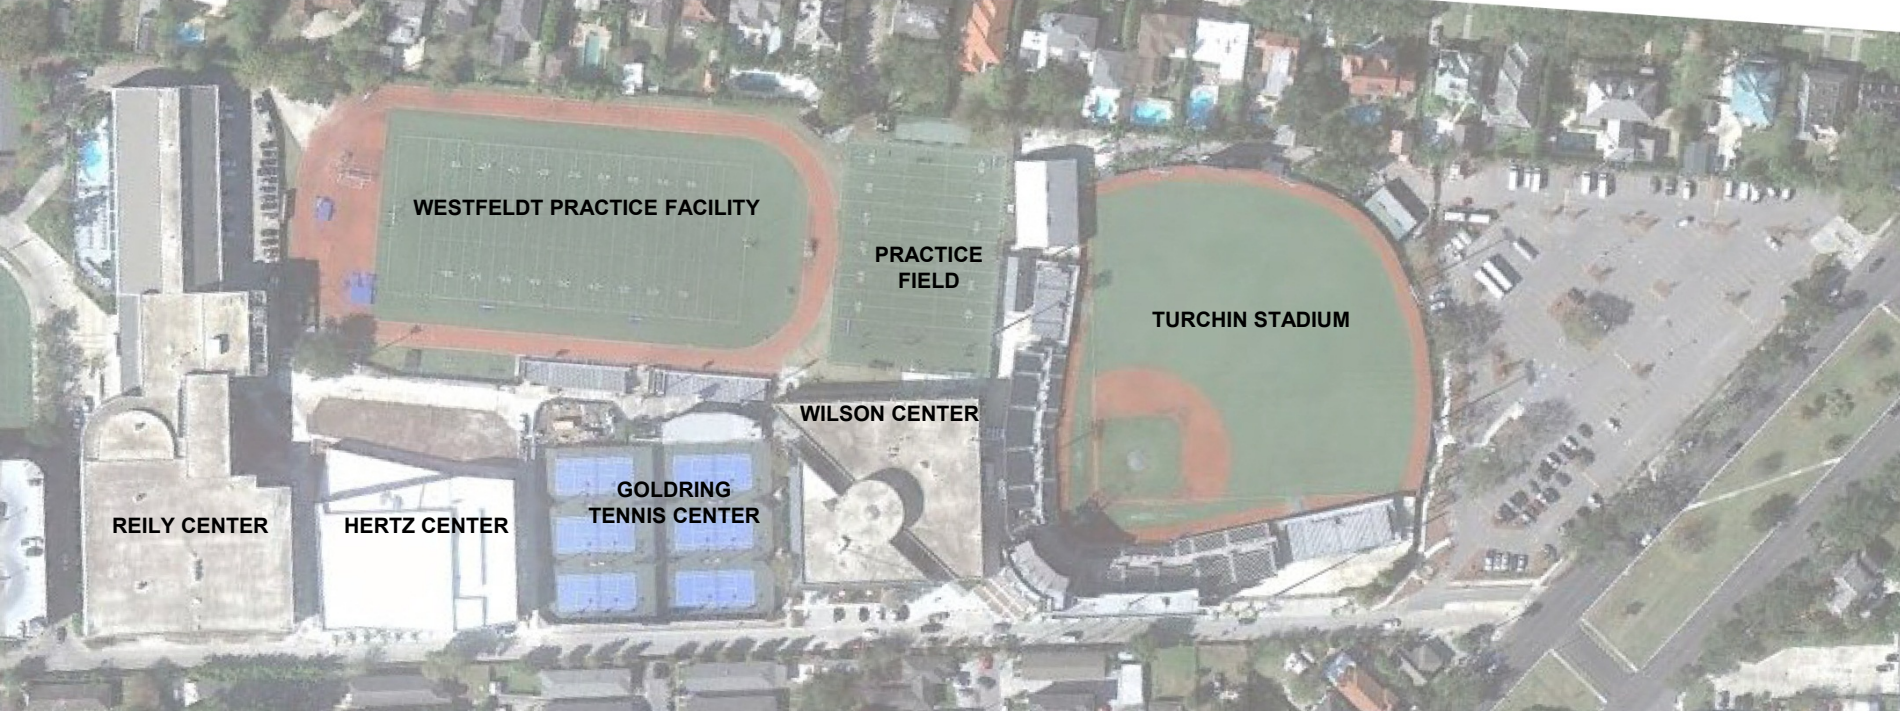 WESTFELDT PRACTICE FACILITY
PRACTICE
FIELD
TURCHIN STADIUM
WILSON CENTER
GOLDRING
TENNIS CENTER
REILY CENTER
HERTZ CENTER